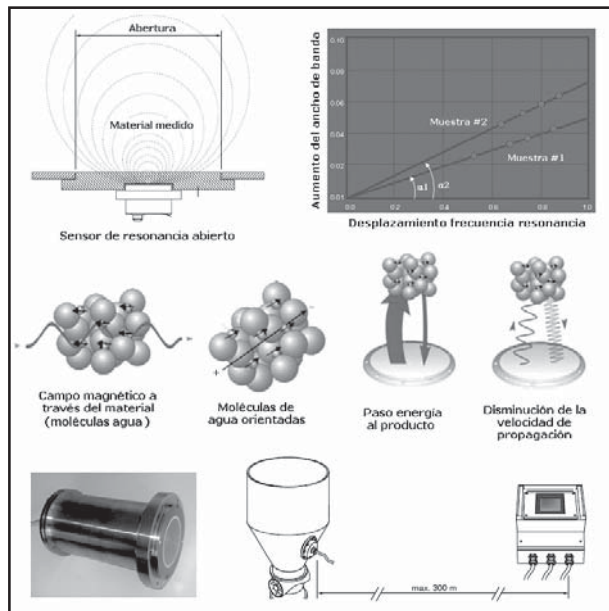 Abertura
Material medido
Sensor de resonancia abierto
Aumento del ancho de banda
0.10
0.08
0.06
0.04
0.02
0.01
0.0
0.2
0.4
0.6
0.8
1.0
Muestra #2
Muestra #1
α1
α2
Desplazamiento frecuencia resonancia
Campo magnético a
través del material
(moléculas agua )
+
-
Moléculas de
agua orientadas
Paso energía
al producto
Disminución de la
velocidad de
propagación
max. 300 m